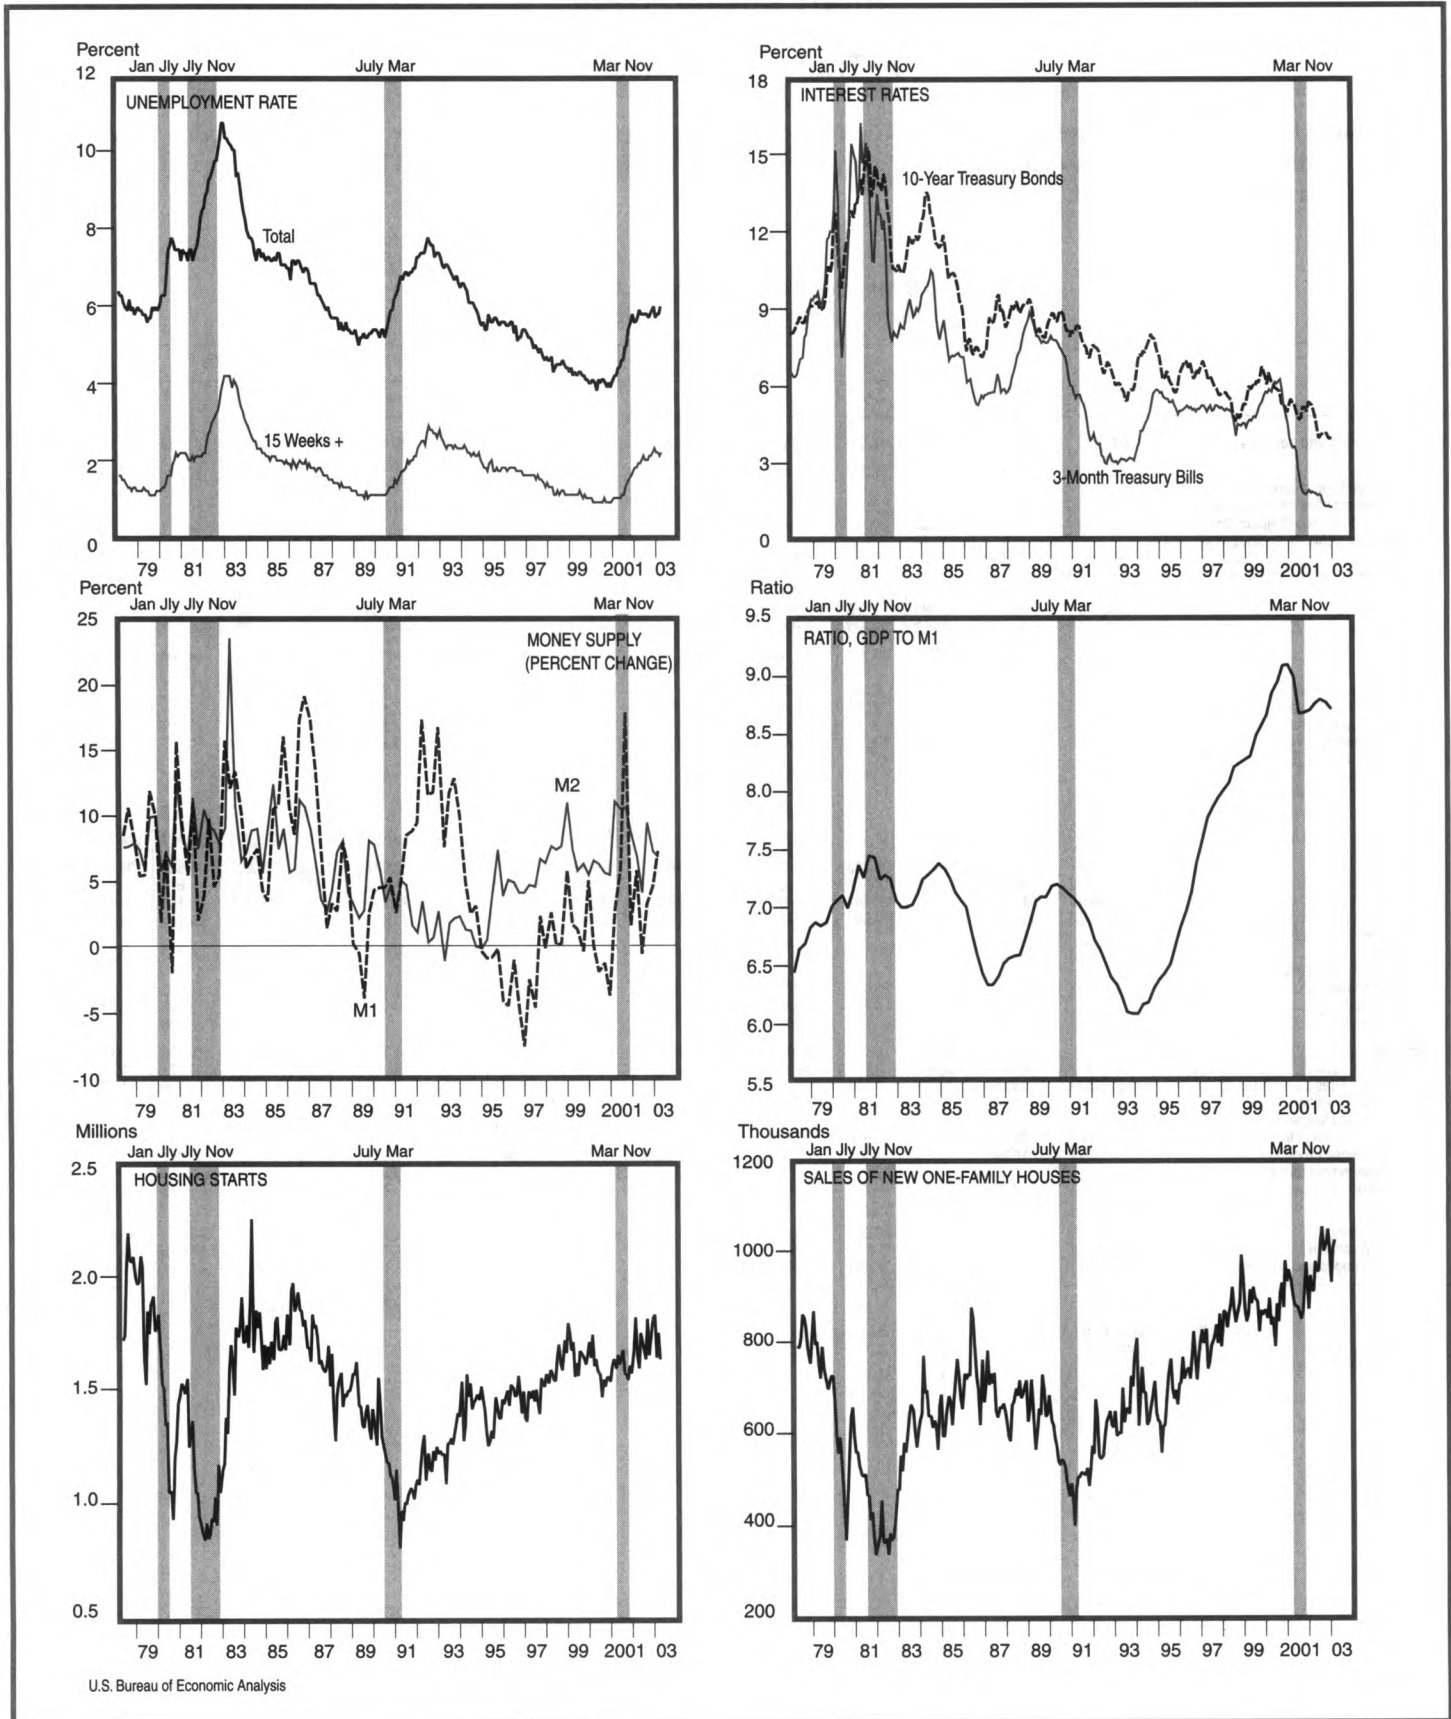 Percent
Jan Jly Jly Nov July Mar Mar Nov
12
UNEMPLOYMENT RATE
10
8
Total
6
4
15 Weeks +
2
0
79 81 83 85 87 89 91 93 95 97 99 2001 03
Percent
Jan Jly Jly Nov July Mar Mar Nov
18
INTEREST RATES
15
10-Year Treasury Bonds
12
9
6
3
3-Month Treasury Bills
0
79 81 83 85 87 89 91 93 95 97 99 2001 03
Percent
Jan Jly Jly Nov July Mar Mar Nov
25
MONEY SUPPLY
(PERCENT CHANGE)
20
15
M2
10
5
0
M1
-5
-10
79 81 83 85 87 89 91 93 95 97 99 2001 03
Ratio
Jan Jly Jly Nov July Mar Mar Nov
9.5
RATIO, GDP TO M1
9.0
8.5
8.0
7.5
7.0
6.5
6.0
5.5
79 81 83 85 87 89 91 93 95 97 99 2001 03
Millions
Jan Jly Jly Nov July Mar Mar Nov
2.5
HOUSING STARTS
2.0
1.5
1.0
0.5
79 81 83 85 87 89 91 93 95 97 99 2001 03
Thousands
Jan Jly Jly Nov July Mar Mar Nov
1200
SALES OF NEW ONE-FAMILY HOUSES
1000
800
600
400
200
79 81 83 85 87 89 91 93 95 97 99 2001 03
U.S. Bureau of Economic Analysis